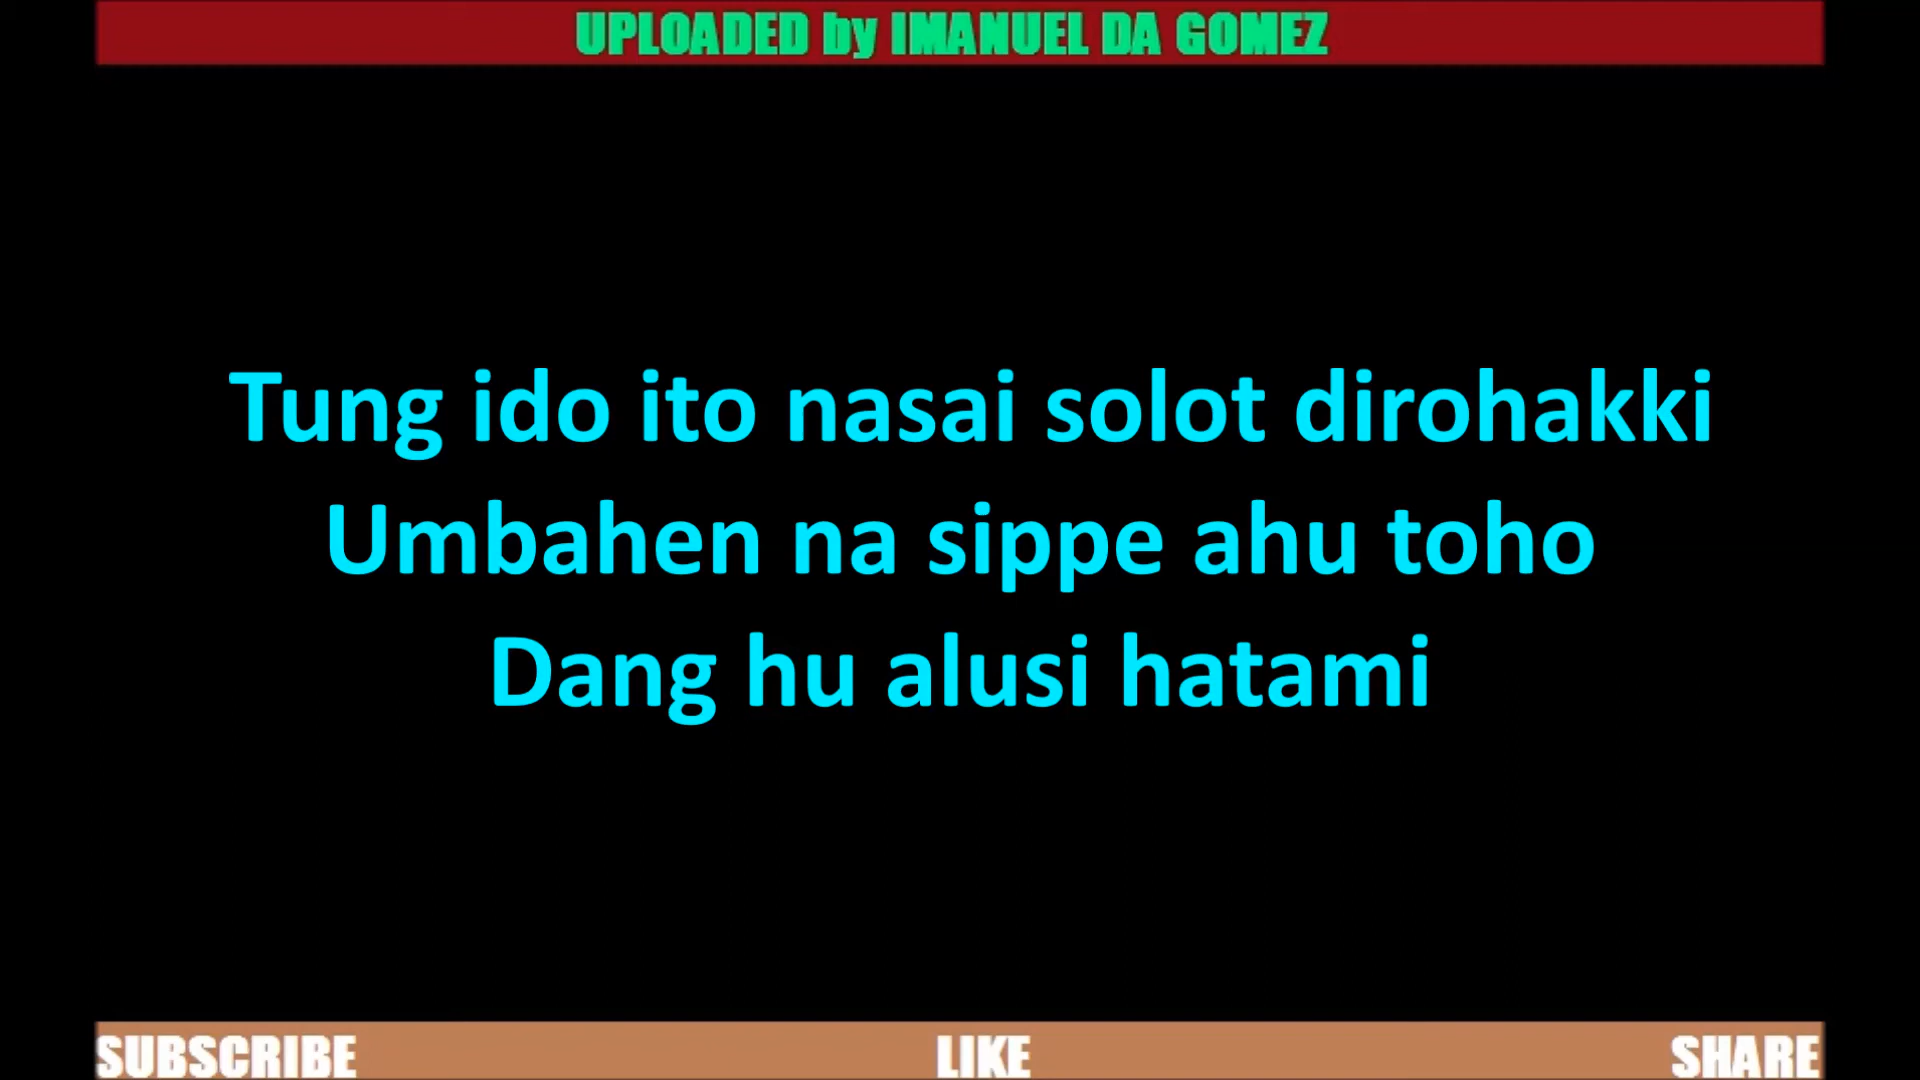 UPLOADED by IMANUEL DA GOMEZ
Tung ido ito nasai solot dirohakki
Umbahen na sippe ahu toho
Dang hu alusi hatami
SUBSCRIBE LIKE SHARE